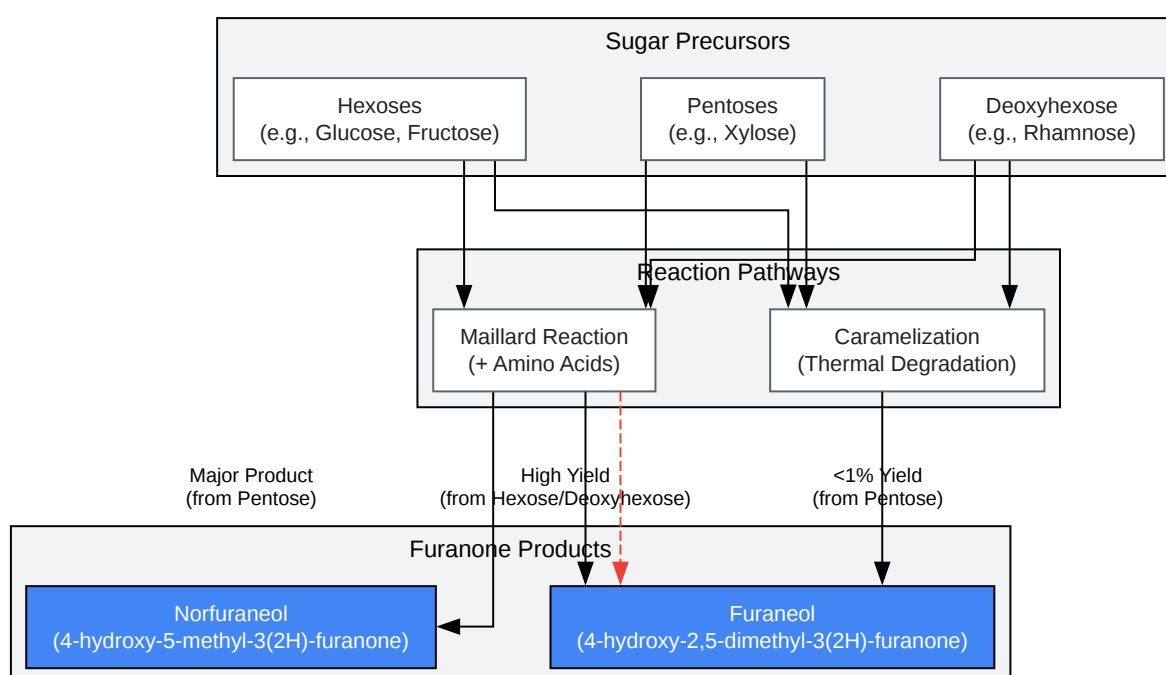 Sugar Precursors
Hexoses
(e.g., Glucose, Fructose)
Pentoses
(e.g., Xylose)
Deoxyhexose
(e.g., Rhamnose)
Reaction Pathways
Maillard Reaction
(+ Amino Acids)
Caramelization
(Thermal Degradation)
Major Product
(from Pentose)
High Yield
(from Hexose/Deoxyhexose)
<1% Yield
(from Pentose)
Furanone Products
Norfuraneol
(4-hydroxy-5-methyl-3(2H)-furanone)
Furaneol
(4-hydroxy-2,5-dimethyl-3(2H)-furanone)